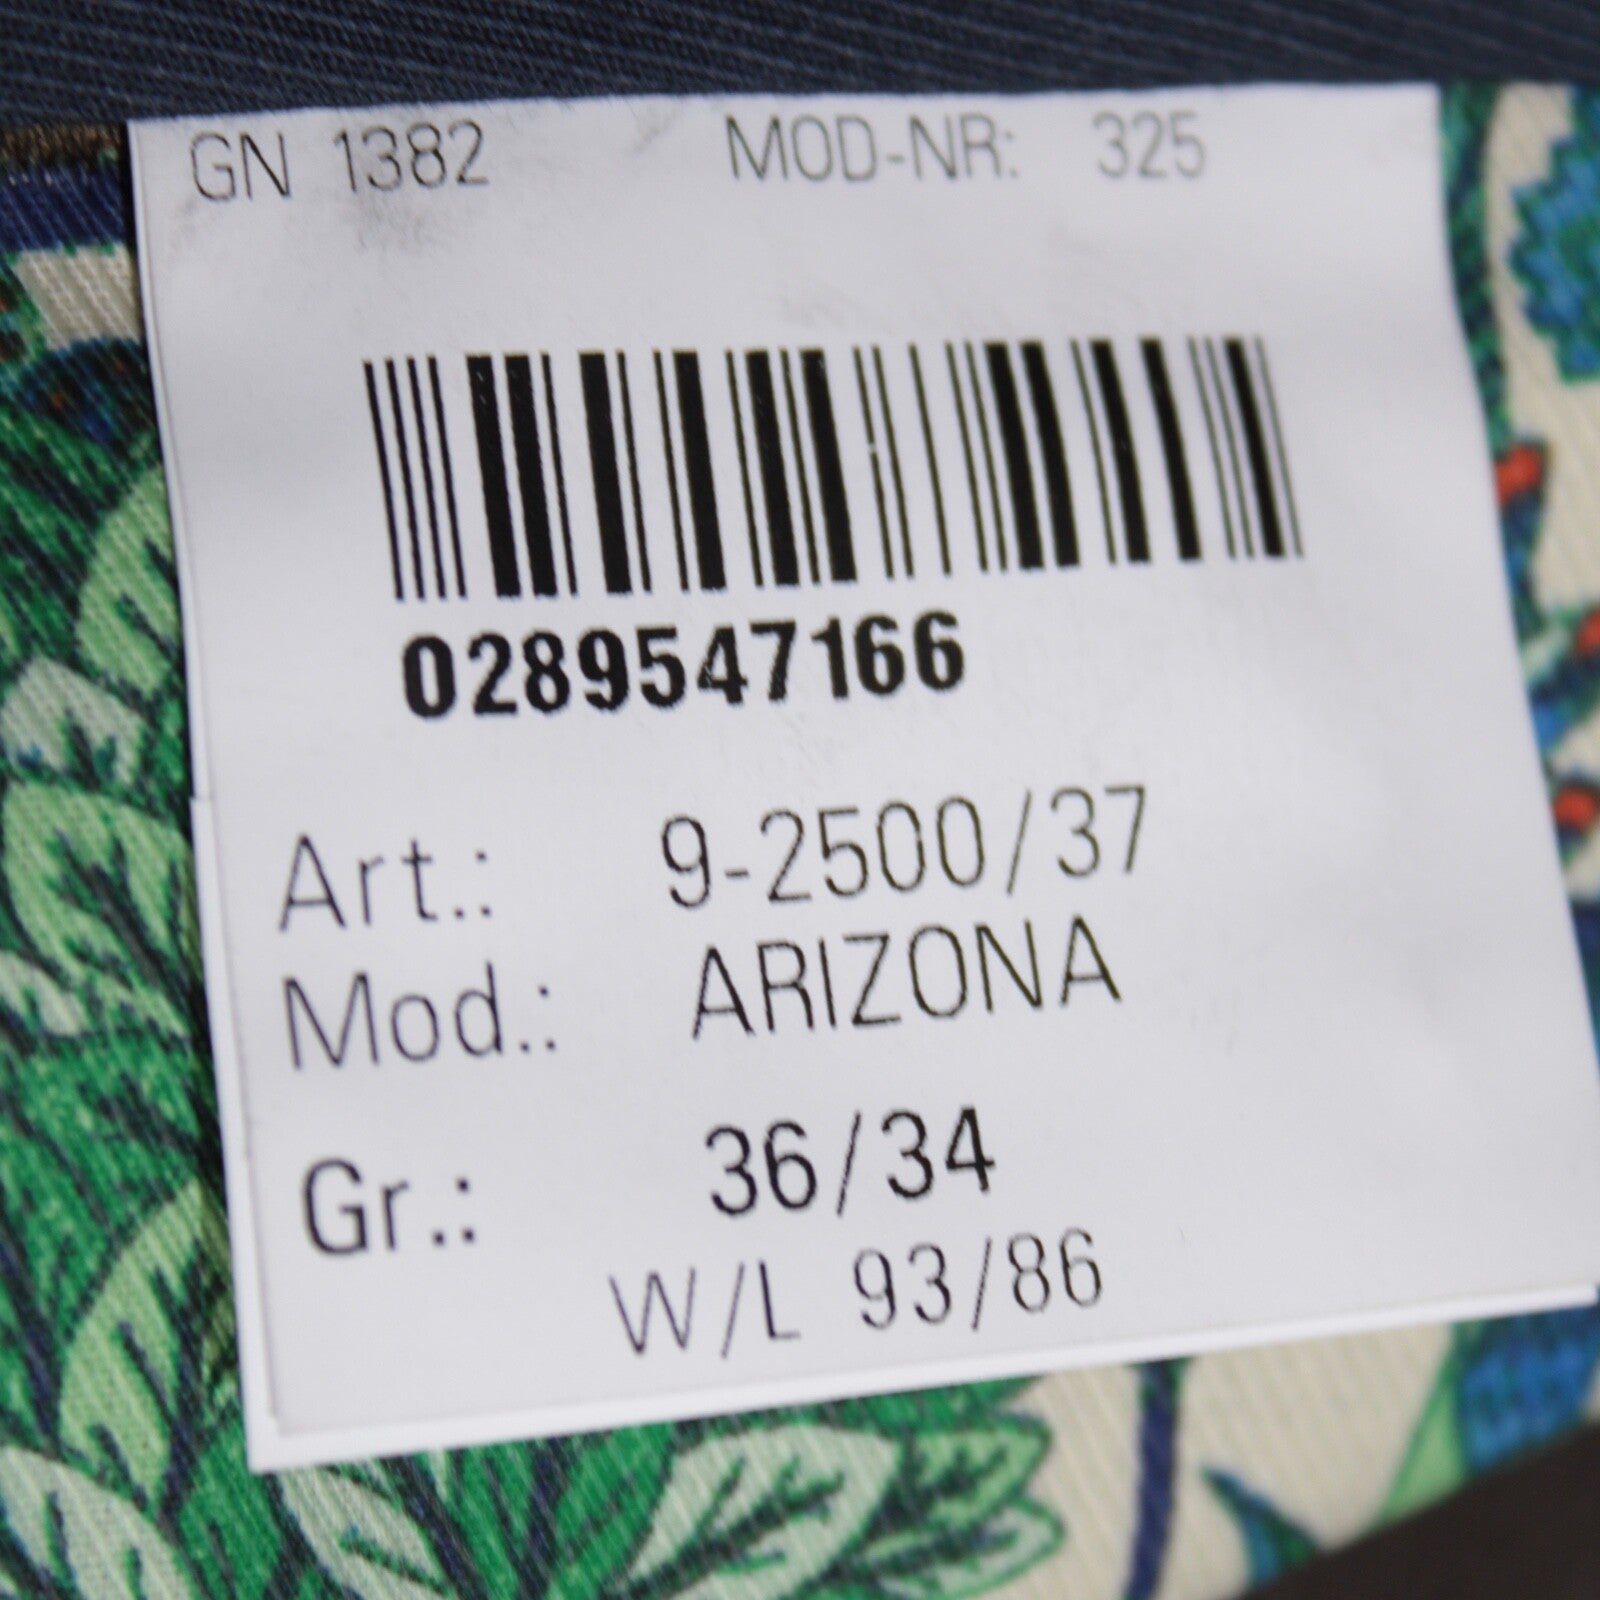 GN 1382 MOD-NR: 325
0289547166
Art.: 9-2500/37
Mod.: ARIZONA
Gr.: 36/34
W/L 93/86